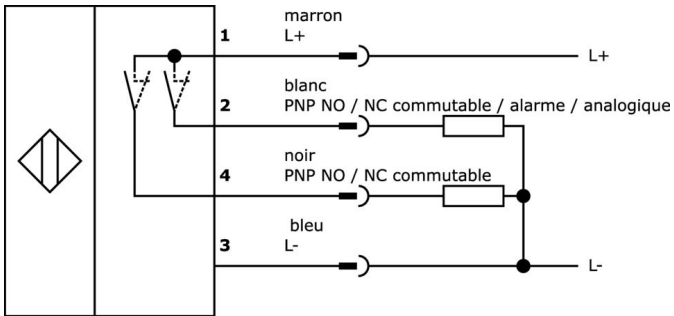 marron
1 L+ L+
blanc
2 PNP NO / NC commutable / alarme / analogique
noir
4 PNP NO / NC commutable
bleu
3 L-
L-